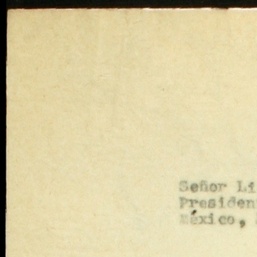 Señor Li
Presiden
México,